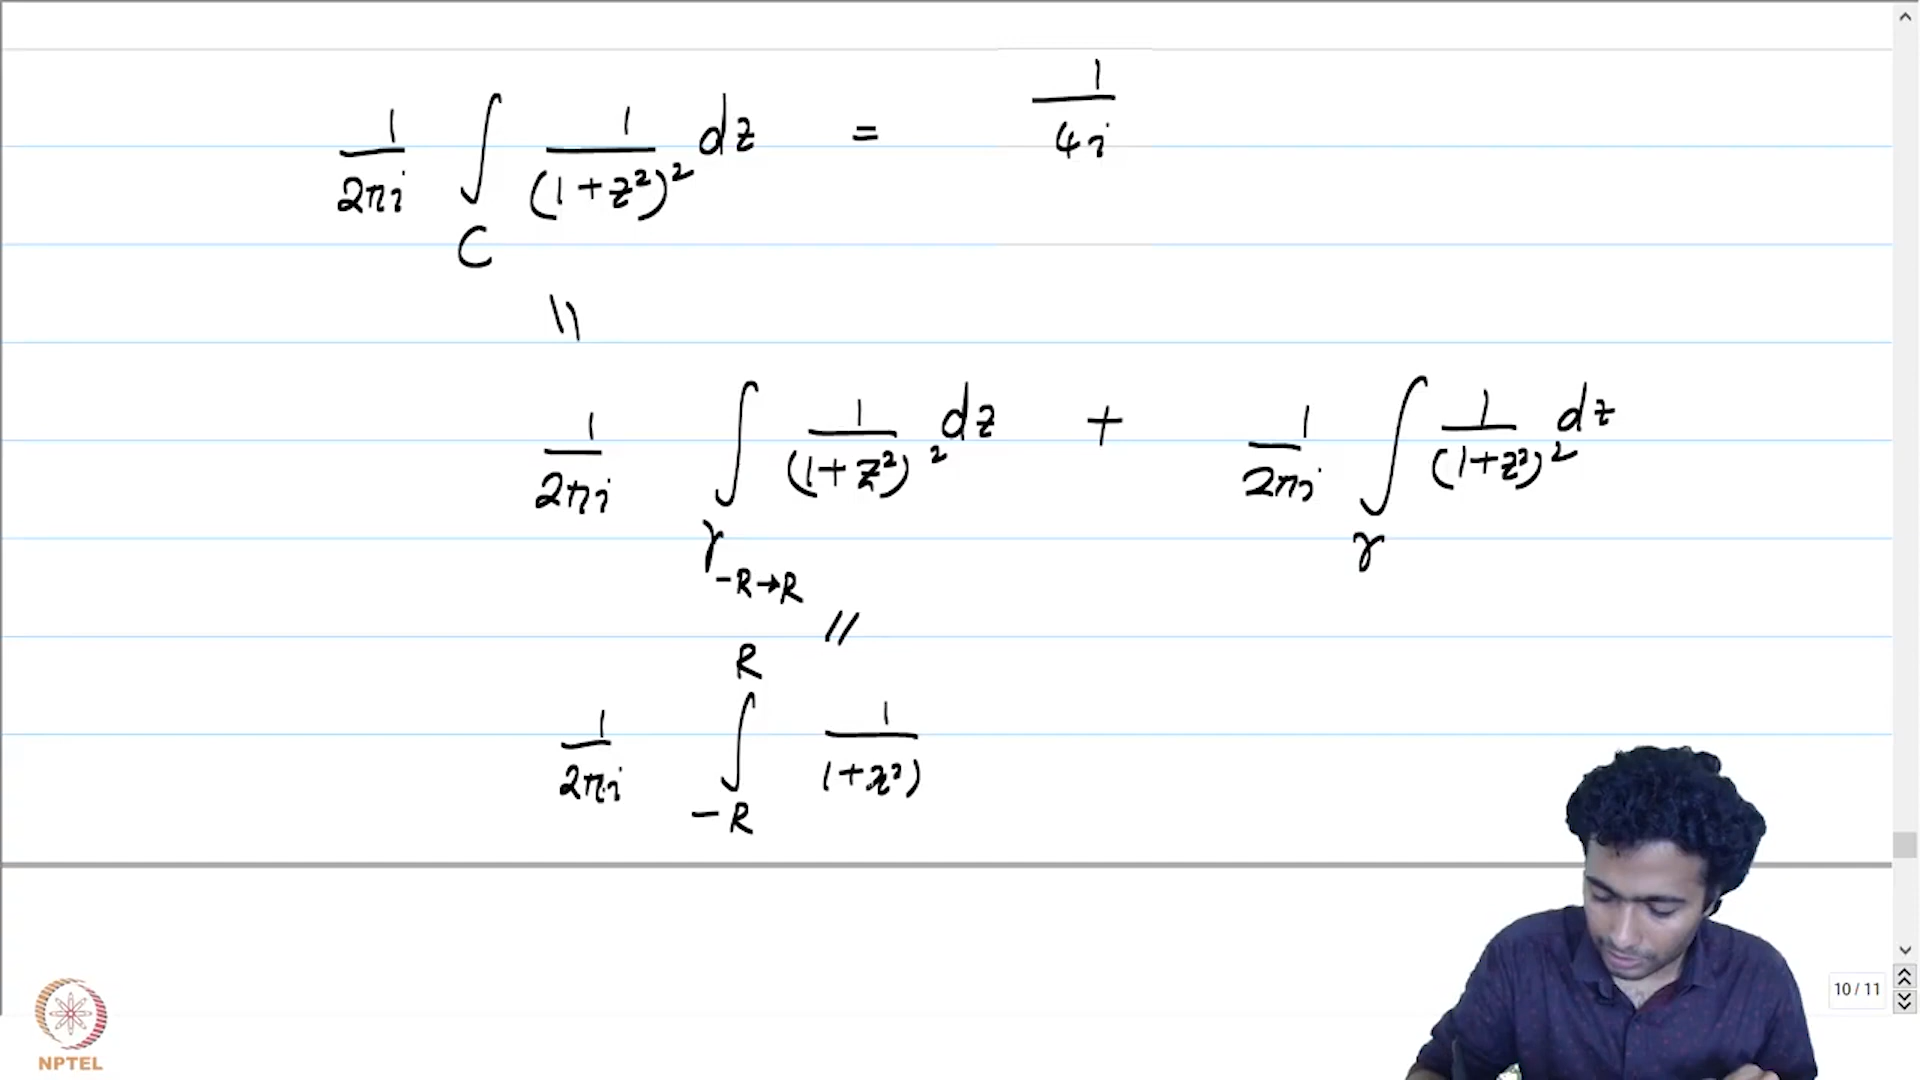 1/2πi ∫_C 1/(1+z²)² dz = 1/4i
||
1/2πi ∫_{γ_{-R→R}} 1/(1+z²)² dz + 1/2πi ∫_γ 1/(1+z²)² dz
//
1/2πi ∫_{-R}^{R} 1/(1+z²)
10 / 11
NPTEL